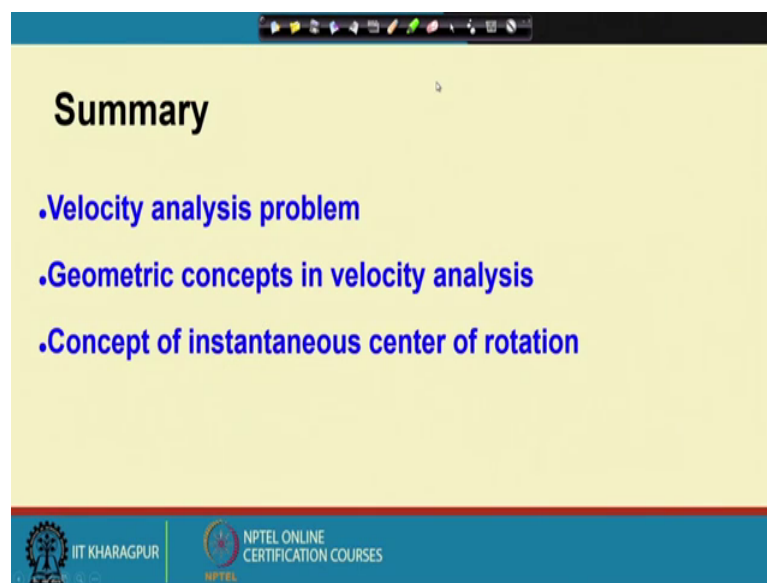 Summary
•Velocity analysis problem
•Geometric concepts in velocity analysis
•Concept of instantaneous center of rotation
IIT KHARAGPUR
NPTEL ONLINE
CERTIFICATION COURSES
NPTEL